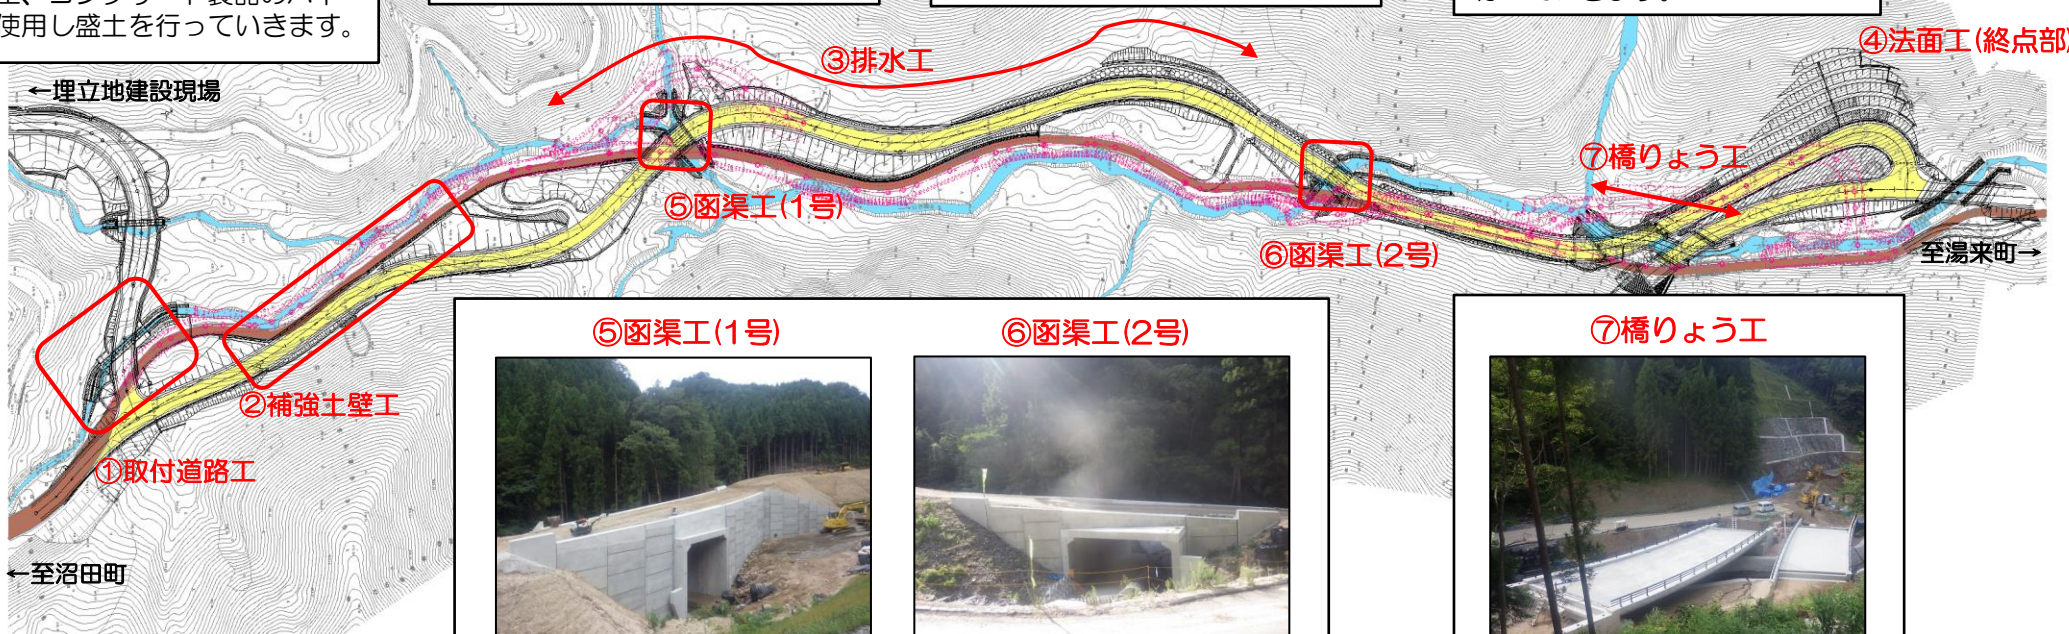 使用し盛土を行っていきます。
④法面工(終点部)
③排水工
←埋立地建設現場
⑦橋りょう工
⑤函渠工(1号)
⑥函渠工(2号)
至湯来町→
②補強土壁工
①取付道路工
←至沼田町
⑤函渠工(1号)
⑥函渠工(2号)
⑦橋りょう工